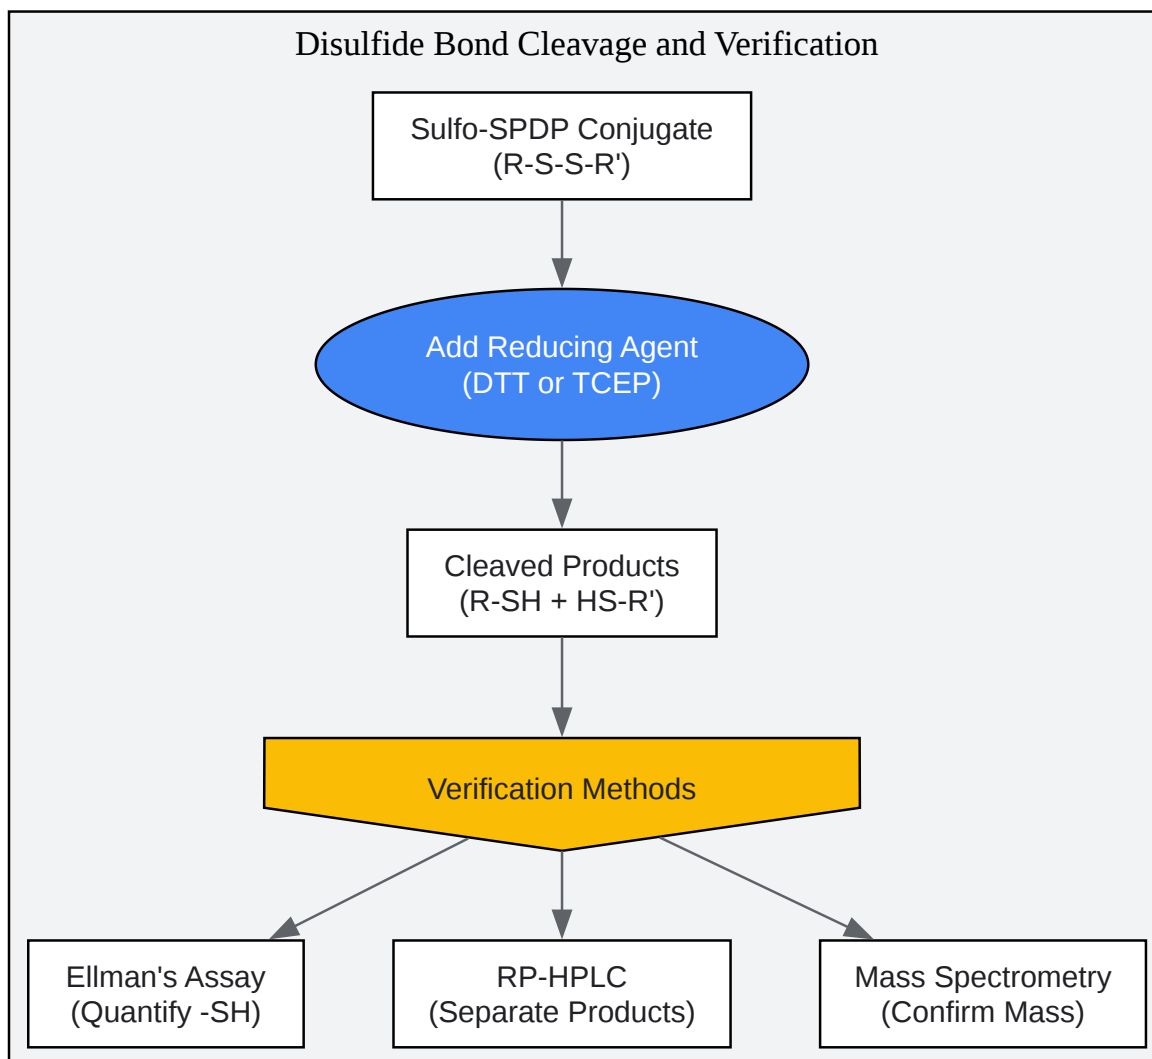 Disulfide Bond Cleavage and Verification
Sulfo-SPDP Conjugate
(R-S-S-R')
Add Reducing Agent
(DTT or TCEP)
Cleaved Products
(R-SH + HS-R')
Verification Methods
Ellman's Assay
(Quantify -SH)
RP-HPLC
(Separate Products)
Mass Spectrometry
(Confirm Mass)